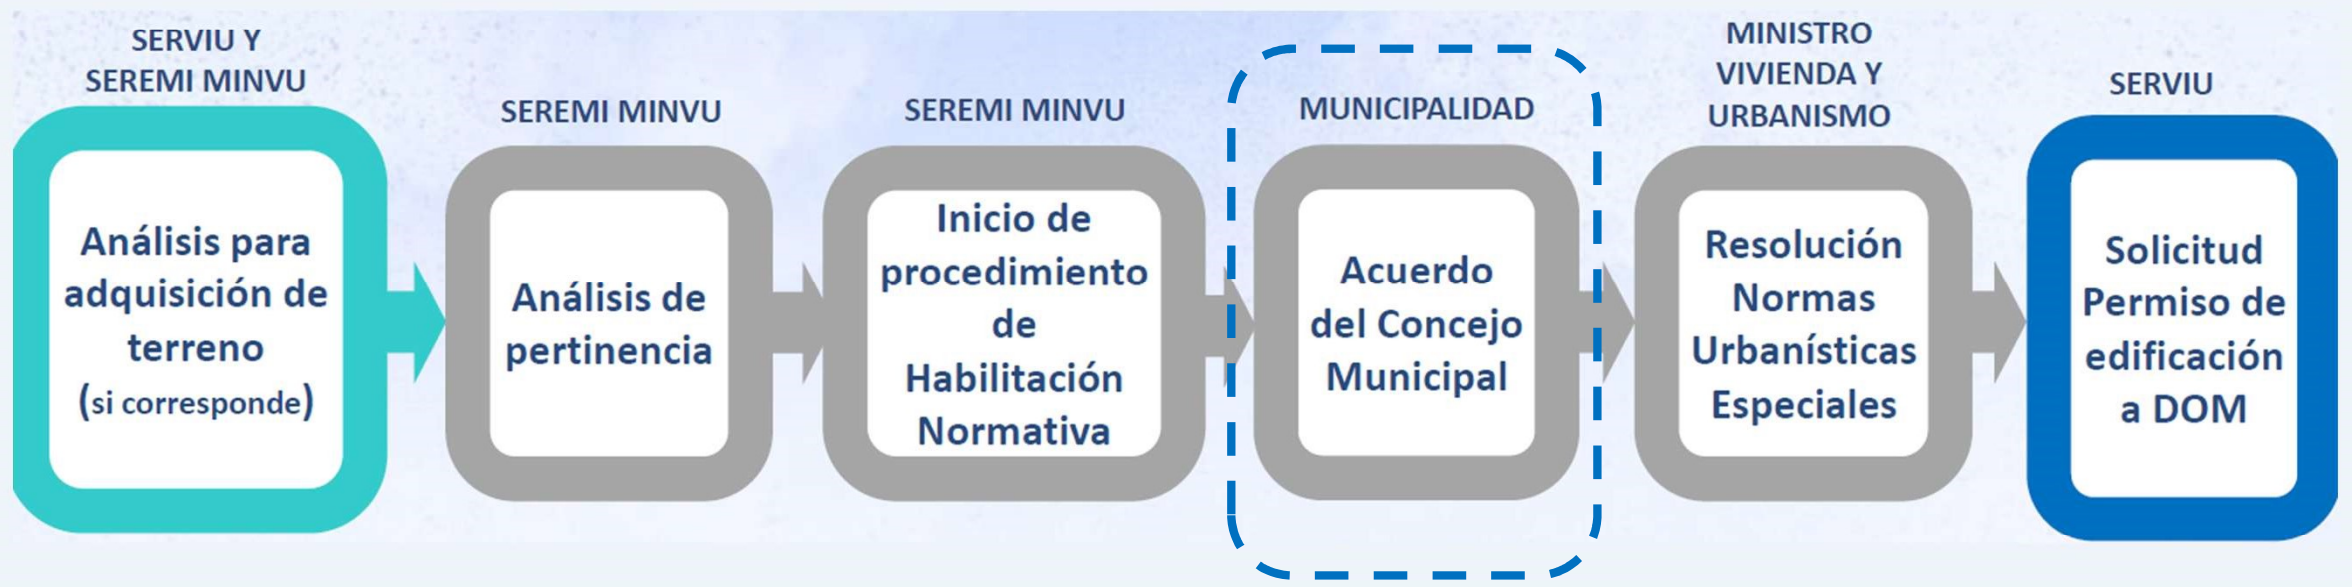 SERVIU Y
SEREMI MINVU
Análisis para
adquisición de
terreno
(si corresponde)
SEREMI MINVU
Análisis de
pertinencia
SEREMI MINVU
Inicio de
procedimiento
de
Habilitación
Normativa
MUNICIPALIDAD
Acuerdo
del Concejo
Municipal
MINISTRO
VIVIENDA Y
URBANISMO
Resolución
Normas
Urbanísticas
Especiales
SERVIU
Solicitud
Permiso de
edificación
a DOM